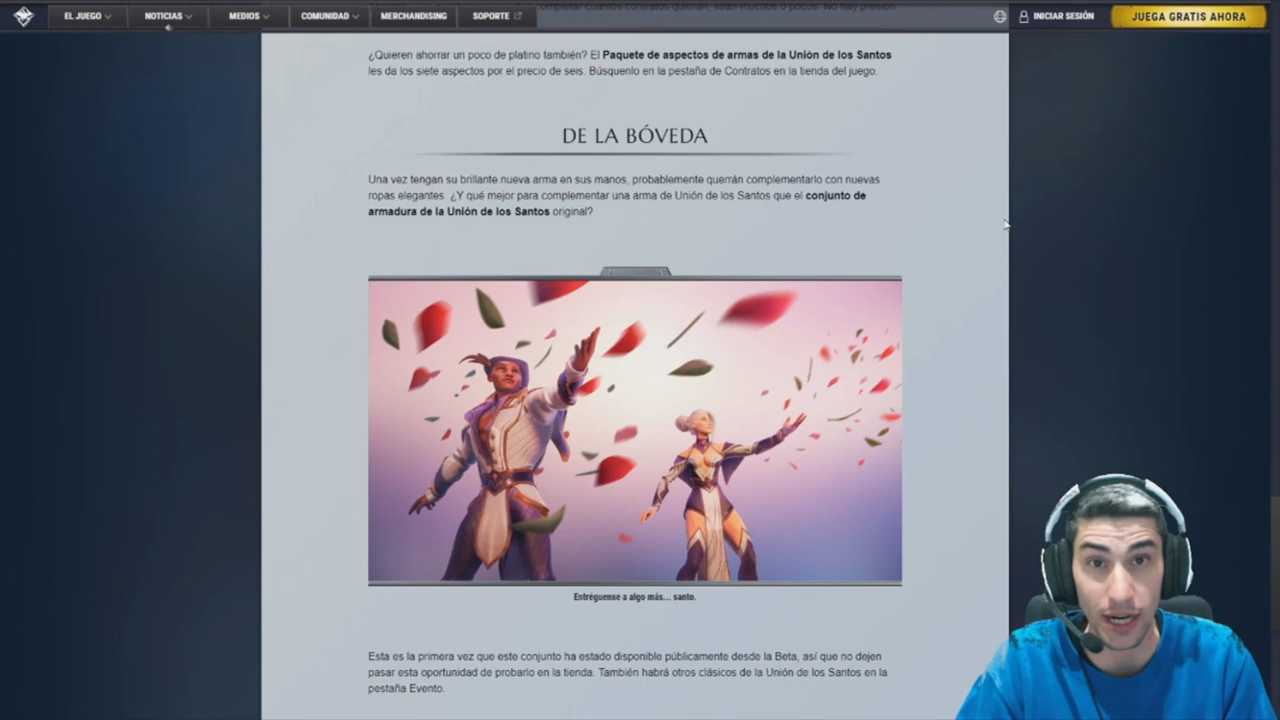 EL JUEGO
NOTICIAS
MEDIOS
COMUNIDAD
MERCHANDISING
SOPORTE
INICIAR SESIÓN
JUEGA GRATIS AHORA
¿Quieren ahorrar un poco de platino también? El Paquete de aspectos de armas de la Unión de los Santos
les da los siete aspectos por el precio de seis. Búsquenlo en la pestaña de Contratos en la tienda del juego.
DE LA BÓVEDA
Una vez tengan su brillante nueva arma en sus manos, probablemente querrán complementarlo con nuevas
ropas elegantes. ¿Y qué mejor para complementar una arma de Unión de los Santos que el conjunto de
armadura de la Unión de los Santos original?
Entréguense a algo más... santo.
Esta es la primera vez que este conjunto ha estado disponible públicamente desde la Beta, así que no dejen
pasar esta oportunidad de probarlo en la tienda. También habrá otros clásicos de la Unión de los Santos en la
pestaña Evento.